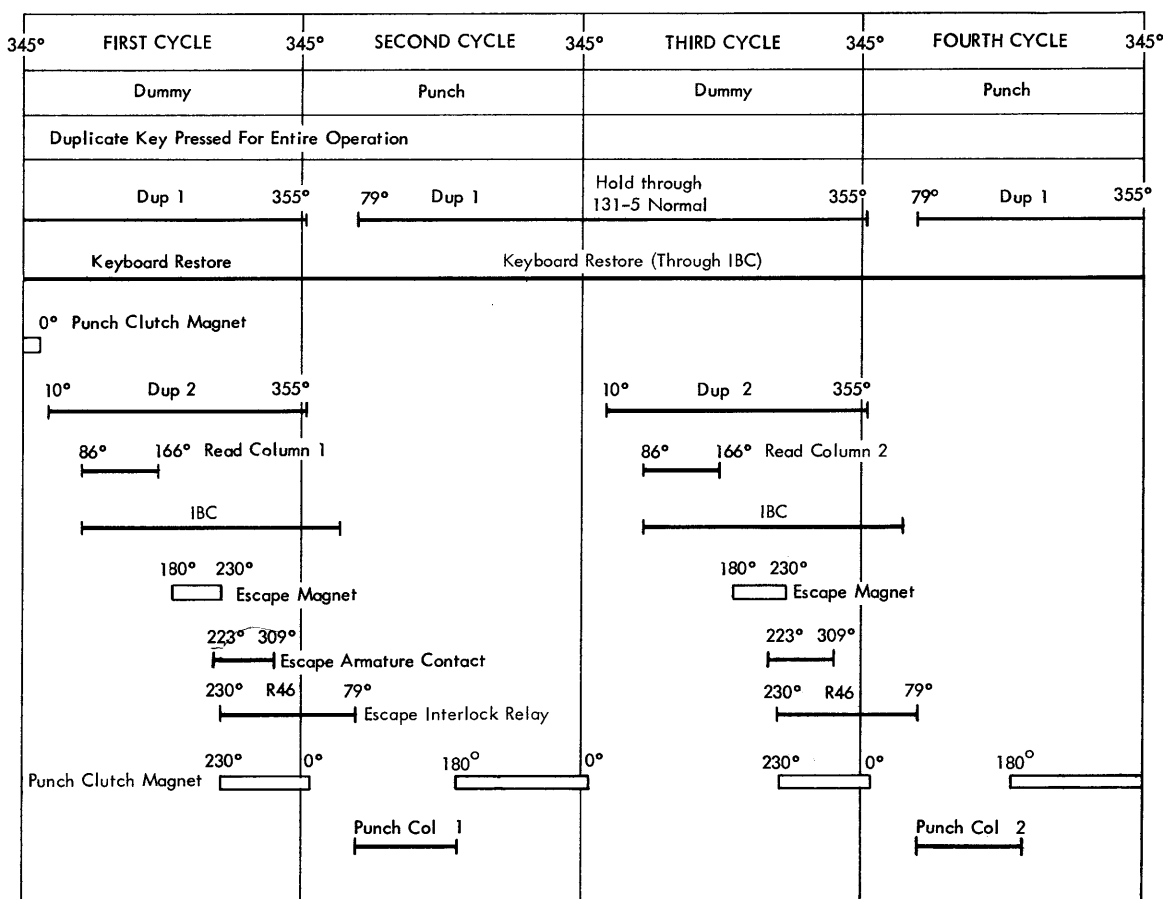 FIRST CYCLE SECOND CYCLE THIRD CYCLE FOURTH CYCLE
345° 345° 345° 345° 345°
Dummy Punch Dummy Punch
Duplicate Key Pressed For Entire Operation
Dup 1 355° 79° Dup 1 Hold through 355° 79° Dup 1 355°
131-5 Normal
Keyboard Restore Keyboard Restore (Through IBC)
0° Punch Clutch Magnet
10° Dup 2 355° 10° Dup 2 355°
86° 166° Read Column 1 86° 166° Read Column 2
IBC IBC
180° 230° 180° 230°
Escape Magnet Escape Magnet
223° 309° 223° 309°
Escape Armature Contact
230° R46 79° 230° R46 79°
Escape Interlock Relay
230° 0° 180° 0° 230° 0° 180°
Punch Clutch Magnet
Punch Col 1 Punch Col 2